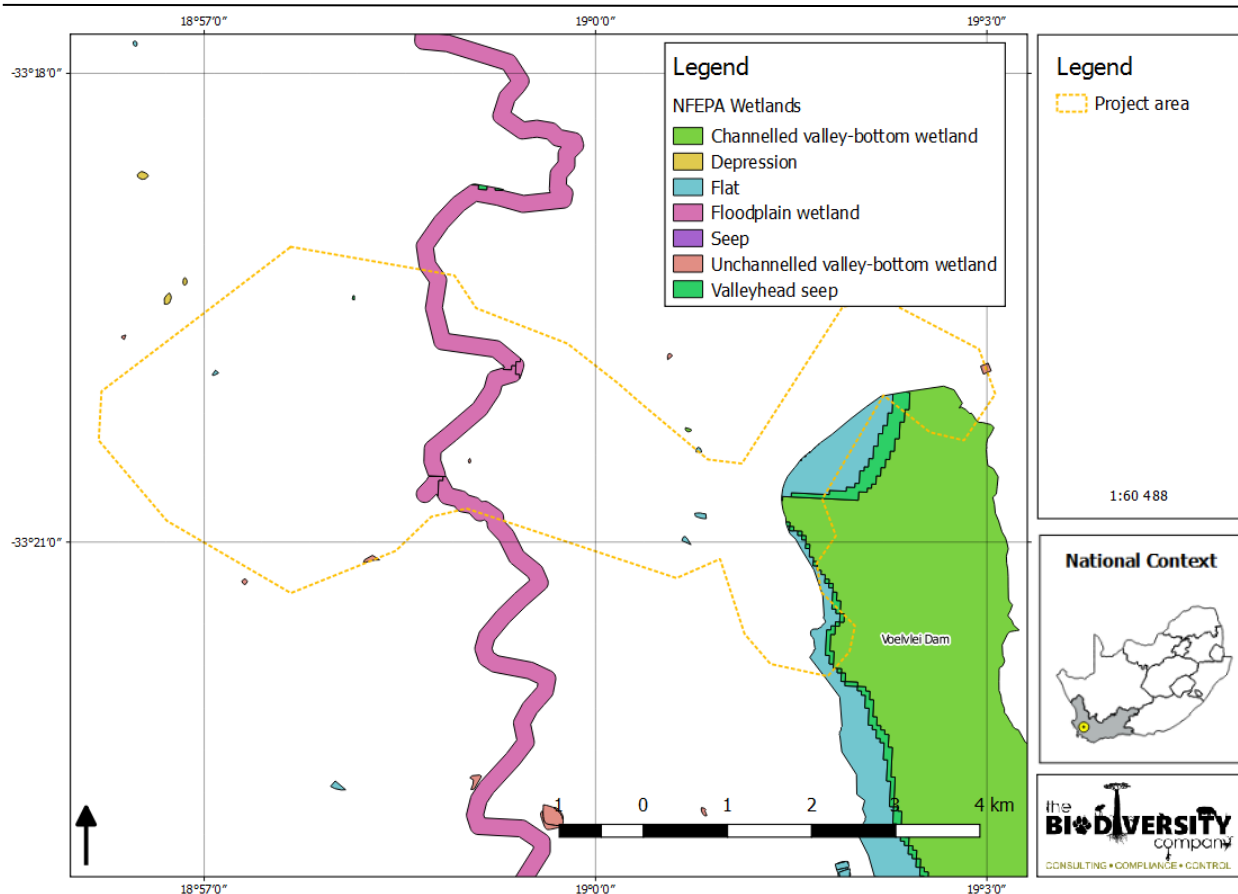 18°57'0"
19°0'0"
19°3'0"
-33°18'0"
-33°21'0"
Legend
NFEPA Wetlands
Channelled valley-bottom wetland
Depression
Flat
Floodplain wetland
Seep
Unchannelled valley-bottom wetland
Valleyhead seep
Voelvlei Dam
1 0 1 2 3 4 km
18°57'0"
19°0'0"
19°3'0"
Legend
Project area
1:60 488
National Context
the
BIODIVERSITY
company
CONSULTING • COMPLIANCE • CONTROL